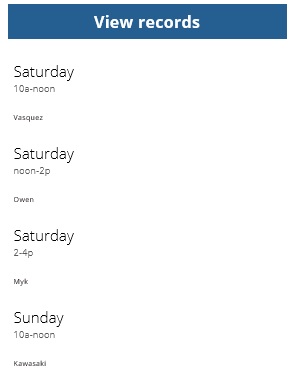 View records
Saturday
10a-noon
Vasquez
Saturday
noon-2p
Owen
Saturday
2-4p
Myk
Sunday
10a-noon
Kawasaki